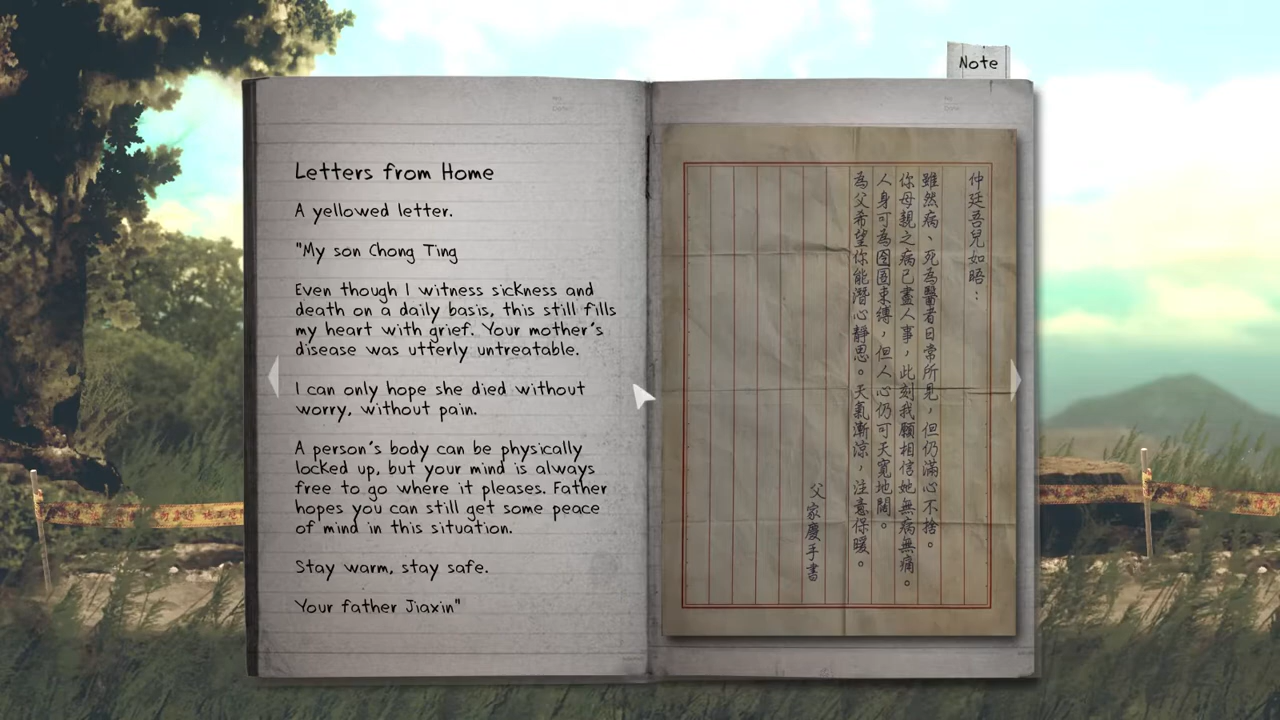 Note
Letters from Home
A yellowed letter.
"My son Chong Ting
Even though I witness sickness and
death on a daily basis, this still fills
my heart with grief. Your mother's
disease was utterly untreatable.
I can only hope she died without
worry, without pain.
A person's body can be physically
locked up, but your mind is always
free to go where it pleases. Father
hopes you can still get some peace
of mind in this situation.
Stay warm, stay safe.
Your father Jiaxin"
仲廷吾兒如晤：
雖然病、死為醫者日常所見，但仍滿心不捨。
你母親之病已盡人事，此刻我願相信她無病無痛。
人身可為囹圄束縛，但人心仍可天寬地闊。
為父希望你能潛心靜思。天氣漸涼，注意保暖。
父家慶手書